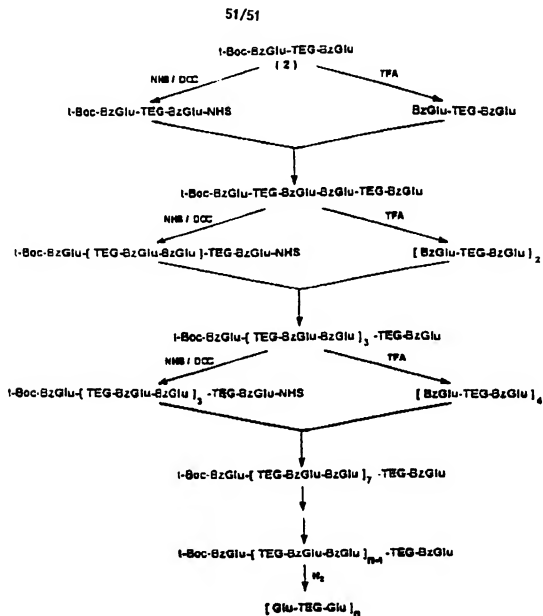 51/51
t-Boc-BzGlu-TEG-BzGlu
(2)
NHS / DCC TFA
t-Boc-BzGlu-TEG-BzGlu-NHS BzGlu-TEG-BzGlu
t-Boc-BzGlu-TEG-BzGlu-BzGlu-TEG-BzGlu
NHS / DCC TFA
t-Boc-BzGlu-[ TEG-BzGlu-BzGlu ]-TEG-BzGlu-NHS [ BzGlu-TEG-BzGlu ]2
t-Boc-BzGlu-[ TEG-BzGlu-BzGlu ]3 -TEG-BzGlu
NHS / DCC TFA
t-Boc-BzGlu-[ TEG-BzGlu-BzGlu ]3 -TEG-BzGlu-NHS [ BzGlu-TEG-BzGlu ]4
t-Boc-BzGlu-[ TEG-BzGlu-BzGlu ]7 -TEG-BzGlu
t-Boc-BzGlu-[ TEG-BzGlu-BzGlu ]n-1 -TEG-BzGlu
H2
[ Glu-TEG-Glu ]n